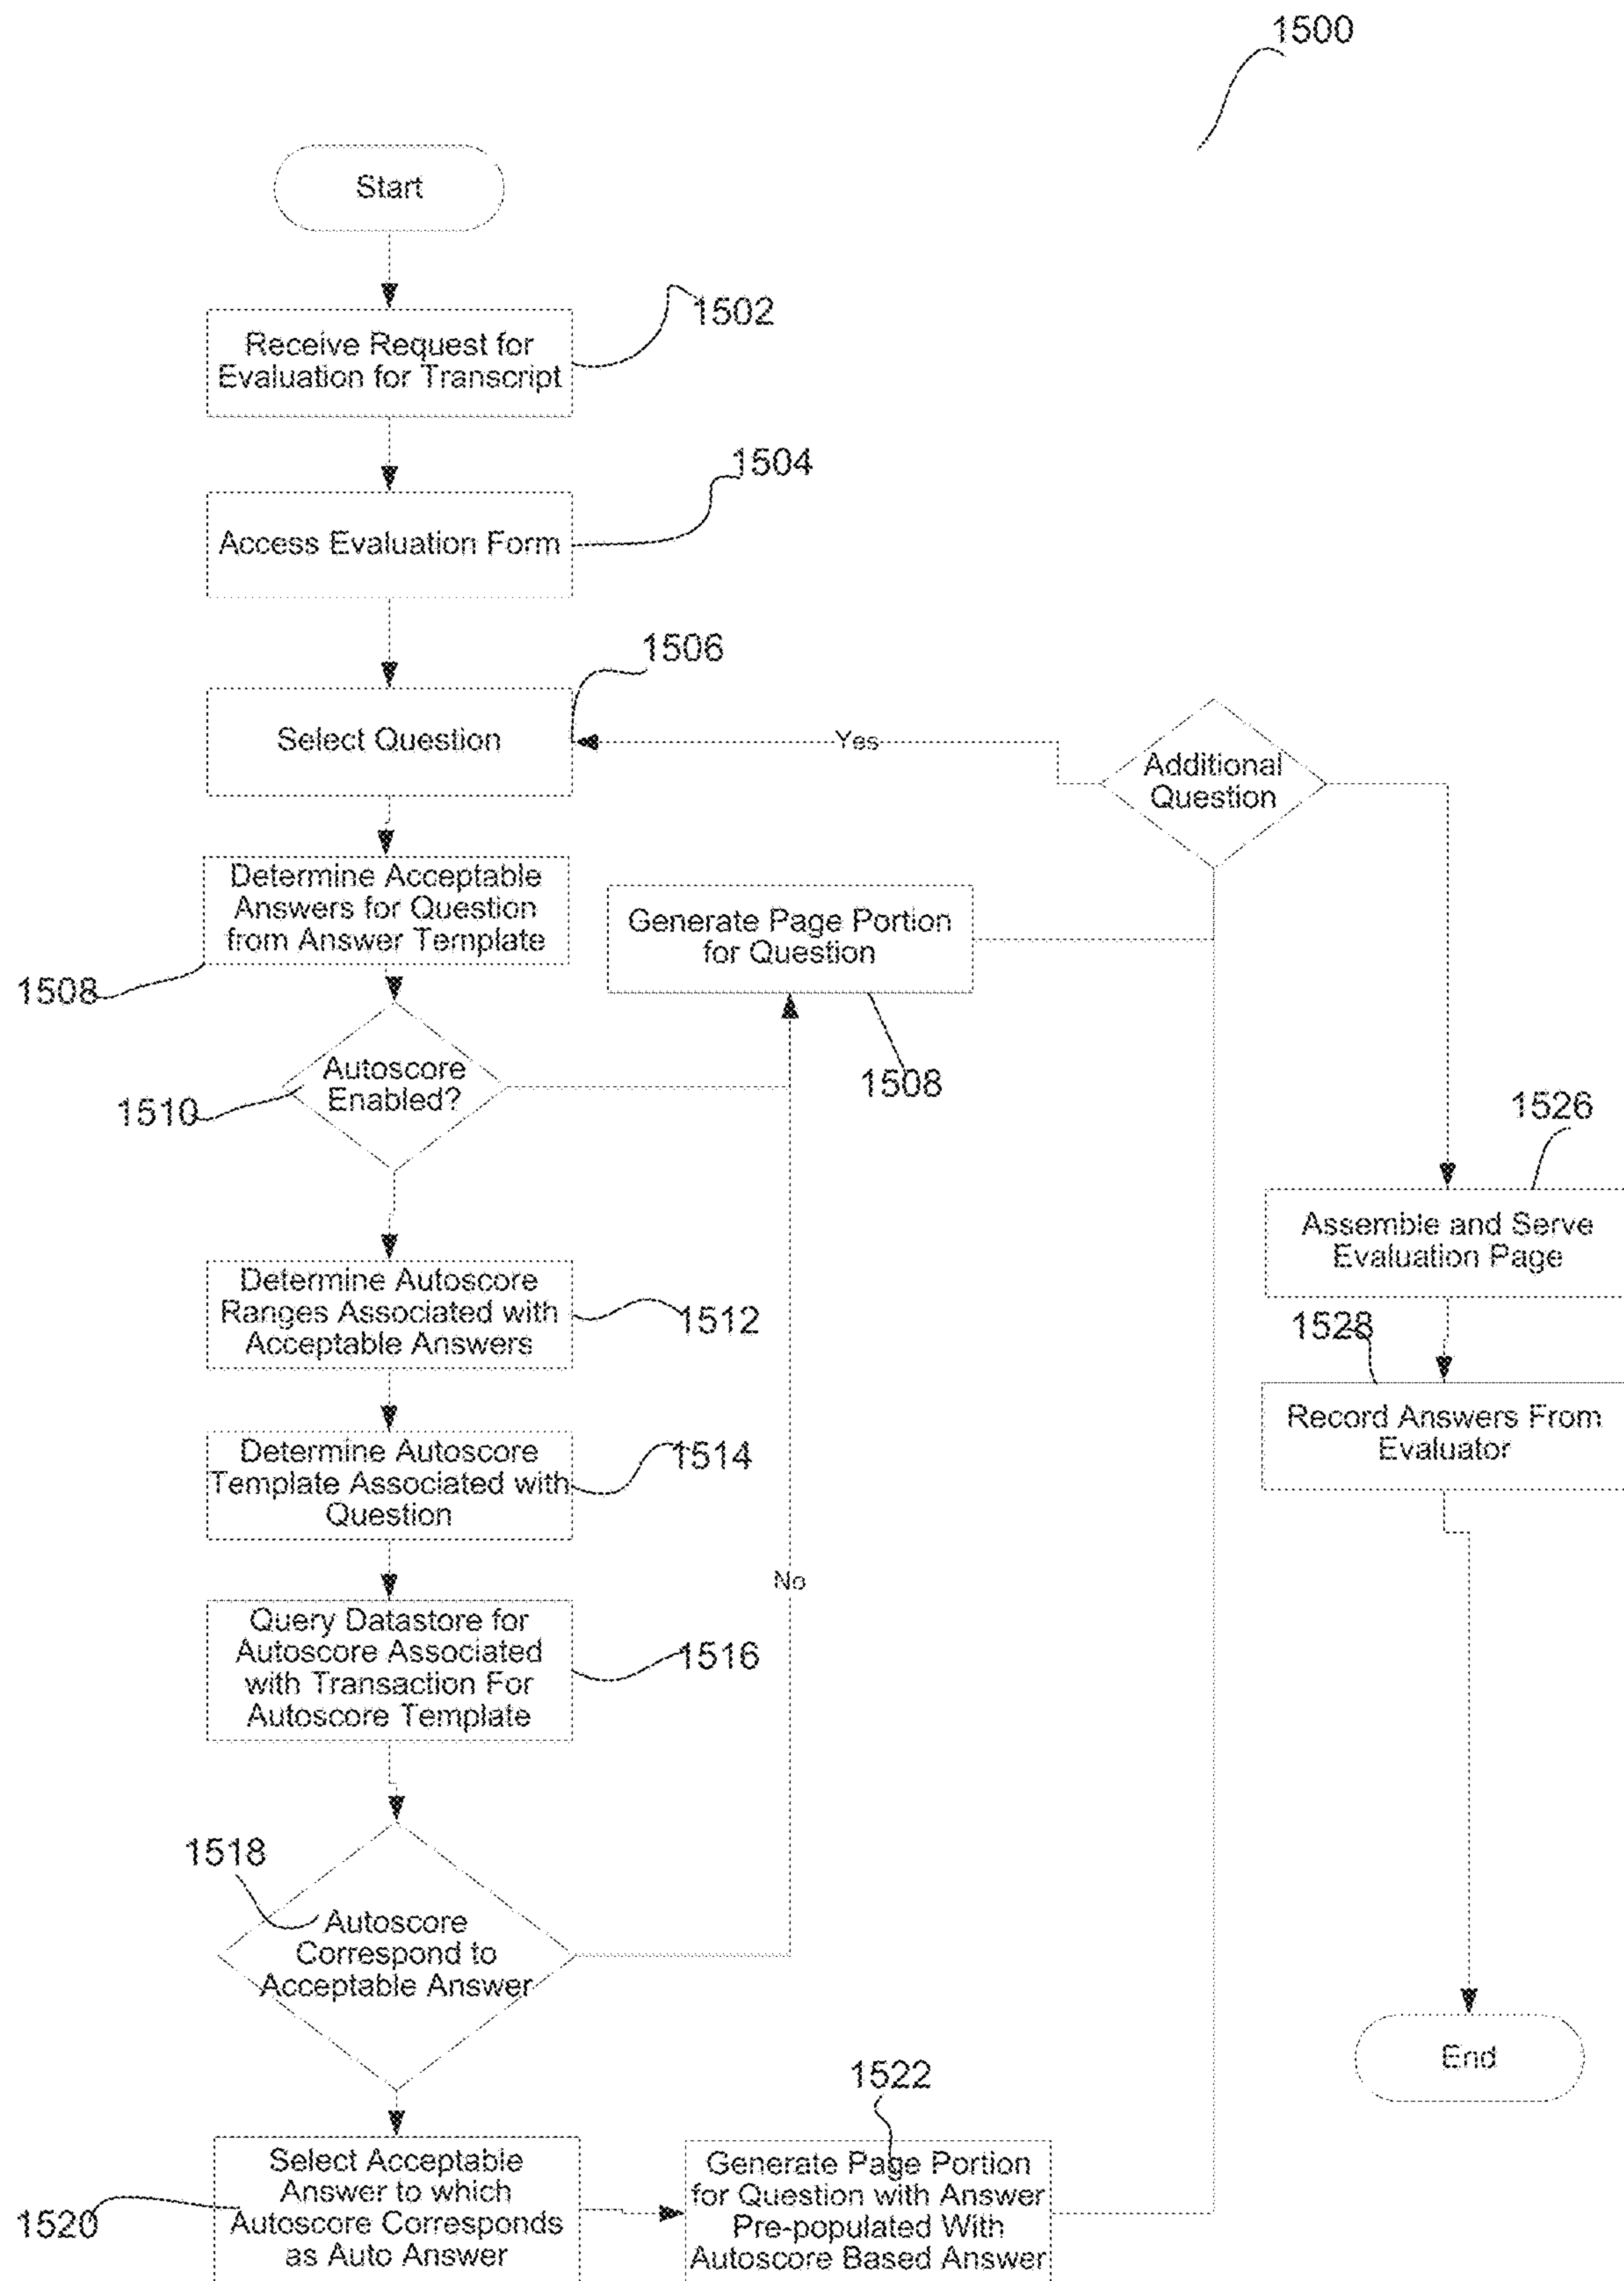 1500
Start
1502
Receive Request for
Evaluation for Transcript
1504
Access Evaluation Form
1506
Select Question
Yes
Additional
Question
Determine Acceptable
Answers for Question
from Answer Template
1508
Generate Page Portion
for Question
1508
Autoscore
Enabled?
1510
1526
Assemble and Serve
Evaluation Page
Determine Autoscore
Ranges Associated with
Acceptable Answers
1512
1528
Record Answers From
Evaluator
Determine Autoscore
Template Associated with
Question
1514
No
Query Datastore for
Autoscore Associated
with Transaction For
Autoscore Template
1516
1518
Autoscore
Correspond to
Acceptable Answer
End
1522
Select Acceptable
Answer to which
Autoscore Corresponds
as Auto Answer
1520
Generate Page Portion
for Question with Answer
Pre-populated With
Autoscore Based Answer